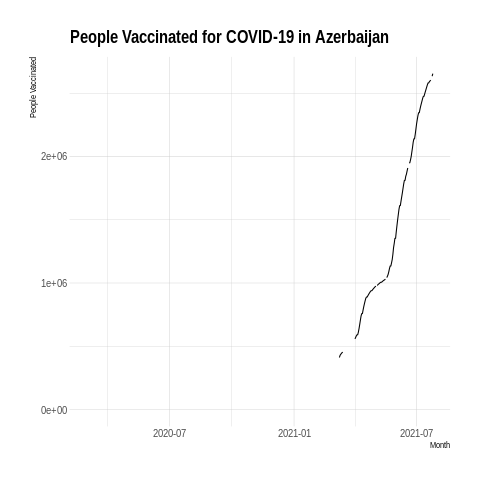 People Vaccinated for COVID-19 in Azerbaijan
People Vaccinated
2e+06
1e+06
0e+00
2020-07
2021-01
2021-07
Month